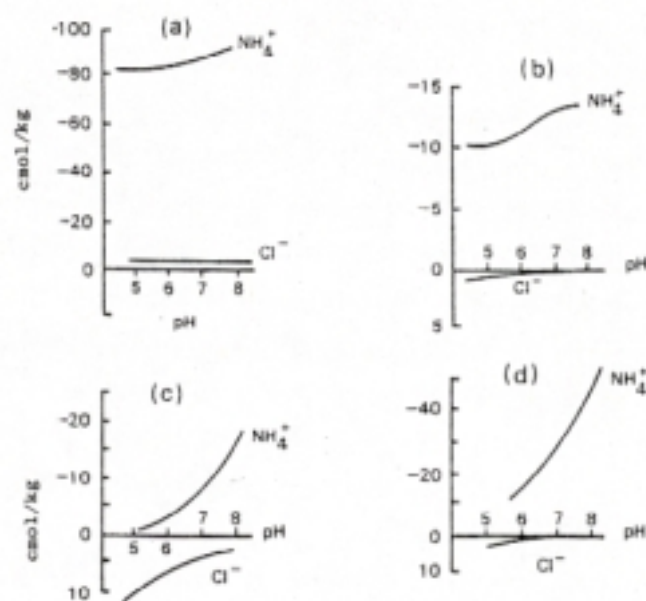 (a)
-100
-80
-60
-40
-20
0
cmol/kg
NH₄⁺
Cl⁻
5 6 7 8
pH
(b)
-15
-10
-5
0
5
NH₄⁺
5 6 7 8
pH
Cl⁻
(c)
-20
-10
0
10
cmol/kg
NH₄⁺
5 6 7 8
pH
Cl⁻
(d)
-40
-20
0
10
NH₄⁺
5 6 7 8
pH
Cl⁻